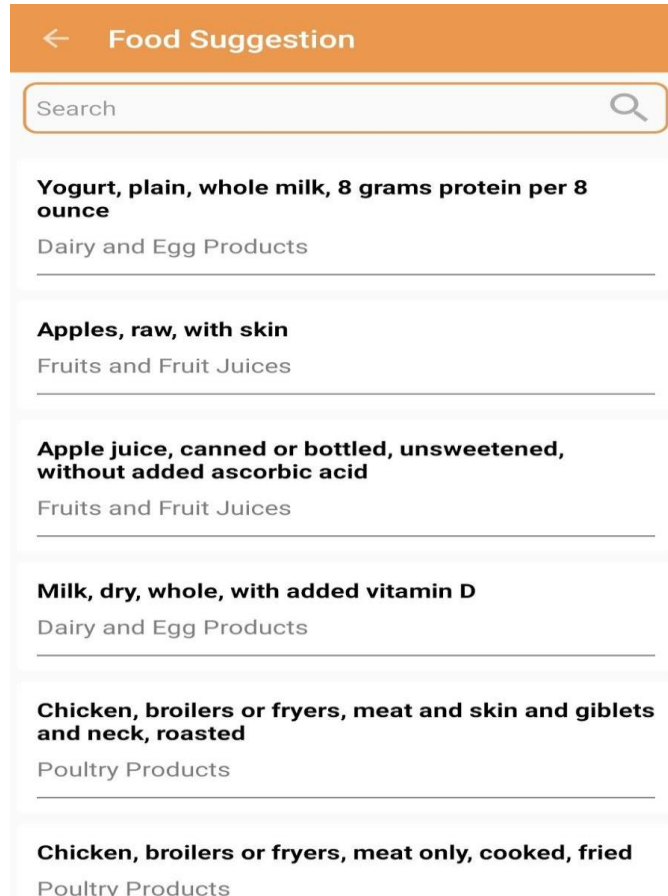 Food Suggestion
Search
Yogurt, plain, whole milk, 8 grams protein per 8
ounce
Dairy and Egg Products
Apples, raw, with skin
Fruits and Fruit Juices
Apple juice, canned or bottled, unsweetened,
without added ascorbic acid
Fruits and Fruit Juices
Milk, dry, whole, with added vitamin D
Dairy and Egg Products
Chicken, broilers or fryers, meat and skin and giblets
and neck, roasted
Poultry Products
Chicken, broilers or fryers, meat only, cooked, fried
Poultry Products